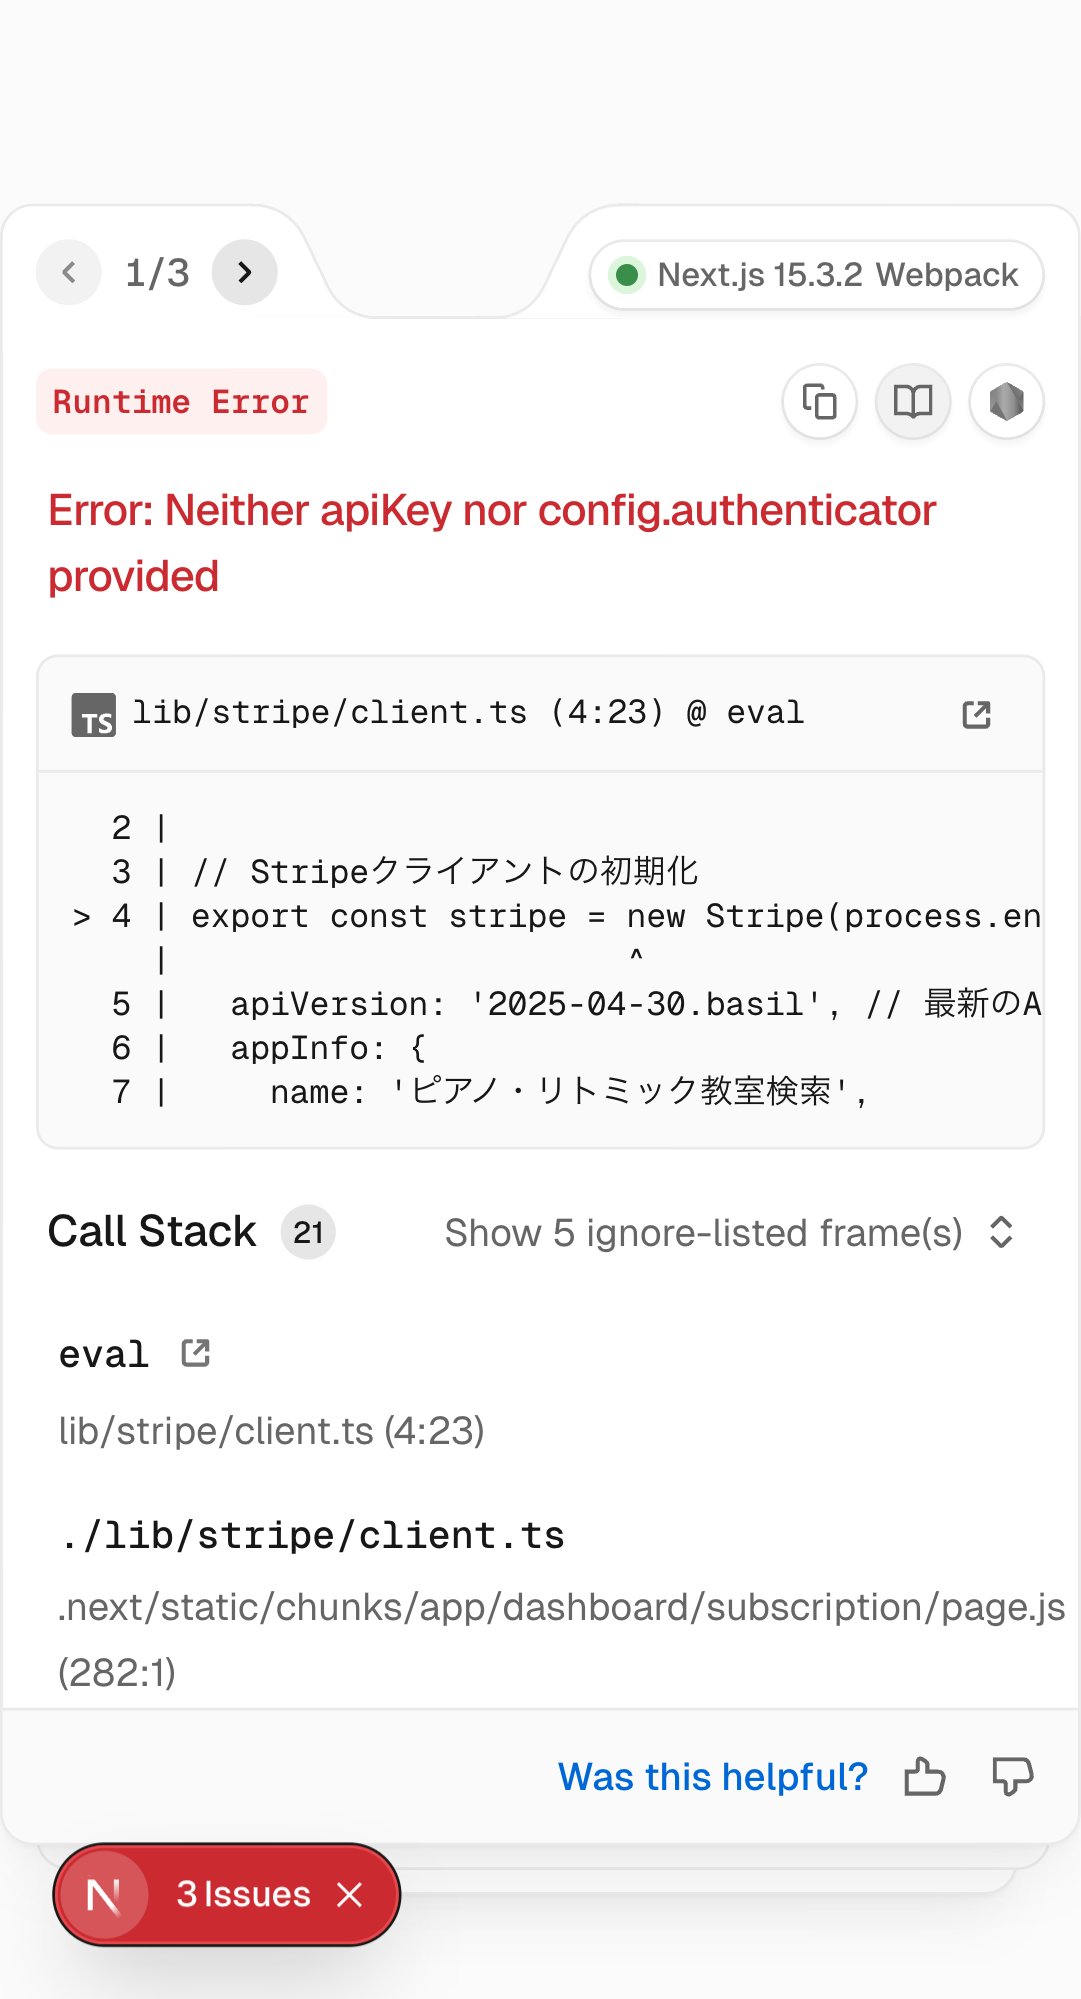 1/3
Next.js 15.3.2 Webpack
Runtime Error
Error: Neither apiKey nor config.authenticator
provided
TS lib/stripe/client.ts (4:23) @ eval
2 |
3 | // Stripeクライアントの初期化
> 4 | export const stripe = new Stripe(process.en
| ^
5 | apiVersion: '2025-04-30.basil', // 最新のA
6 | appInfo: {
7 | name: 'ピアノ・リトミック教室検索',
Call Stack 21 Show 5 ignore-listed frame(s)
eval
lib/stripe/client.ts (4:23)
./lib/stripe/client.ts
.next/static/chunks/app/dashboard/subscription/page.js
(282:1)
Was this helpful?
N 3 Issues